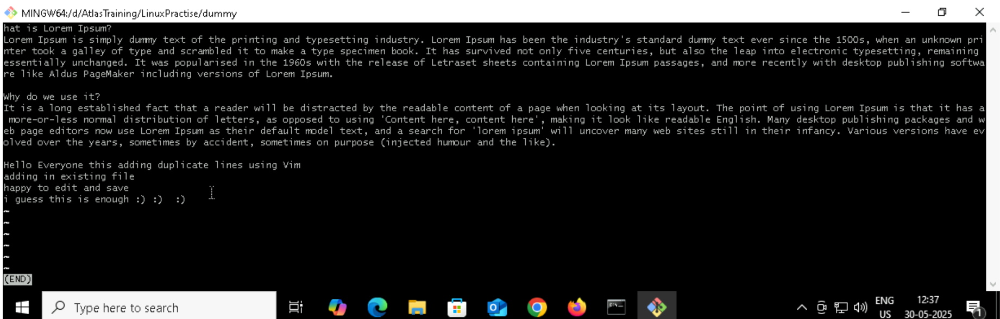 MINGW64:/d/AtlasTraining/LinuxPractise/dummy
hat is Lorem Ipsum?
Lorem Ipsum is simply dummy text of the printing and typesetting industry. Lorem Ipsum has been the industry's standard dummy text ever since the 1500s, when an unknown pri
nter took a galley of type and scrambled it to make a type specimen book. It has survived not only five centuries, but also the leap into electronic typesetting, remaining
essentially unchanged. It was popularised in the 1960s with the release of Letraset sheets containing Lorem Ipsum passages, and more recently with desktop publishing softwa
re like Aldus PageMaker including versions of Lorem Ipsum.
Why do we use it?
It is a long established fact that a reader will be distracted by the readable content of a page when looking at its layout. The point of using Lorem Ipsum is that it has a
more-or-less normal distribution of letters, as opposed to using 'Content here, content here', making it look like readable English. Many desktop publishing packages and w
eb page editors now use Lorem Ipsum as their default model text, and a search for 'lorem ipsum' will uncover many web sites still in their infancy. Various versions have ev
olved over the years, sometimes by accident, sometimes on purpose (injected humour and the like).
Hello Everyone this adding duplicate lines using Vim
adding in existing file
happy to edit and save
i guess this is enough :) :)  :)
~
~
~
~
~
~
(END)
Type here to search
ENG
US
12:37
30-05-2025
1